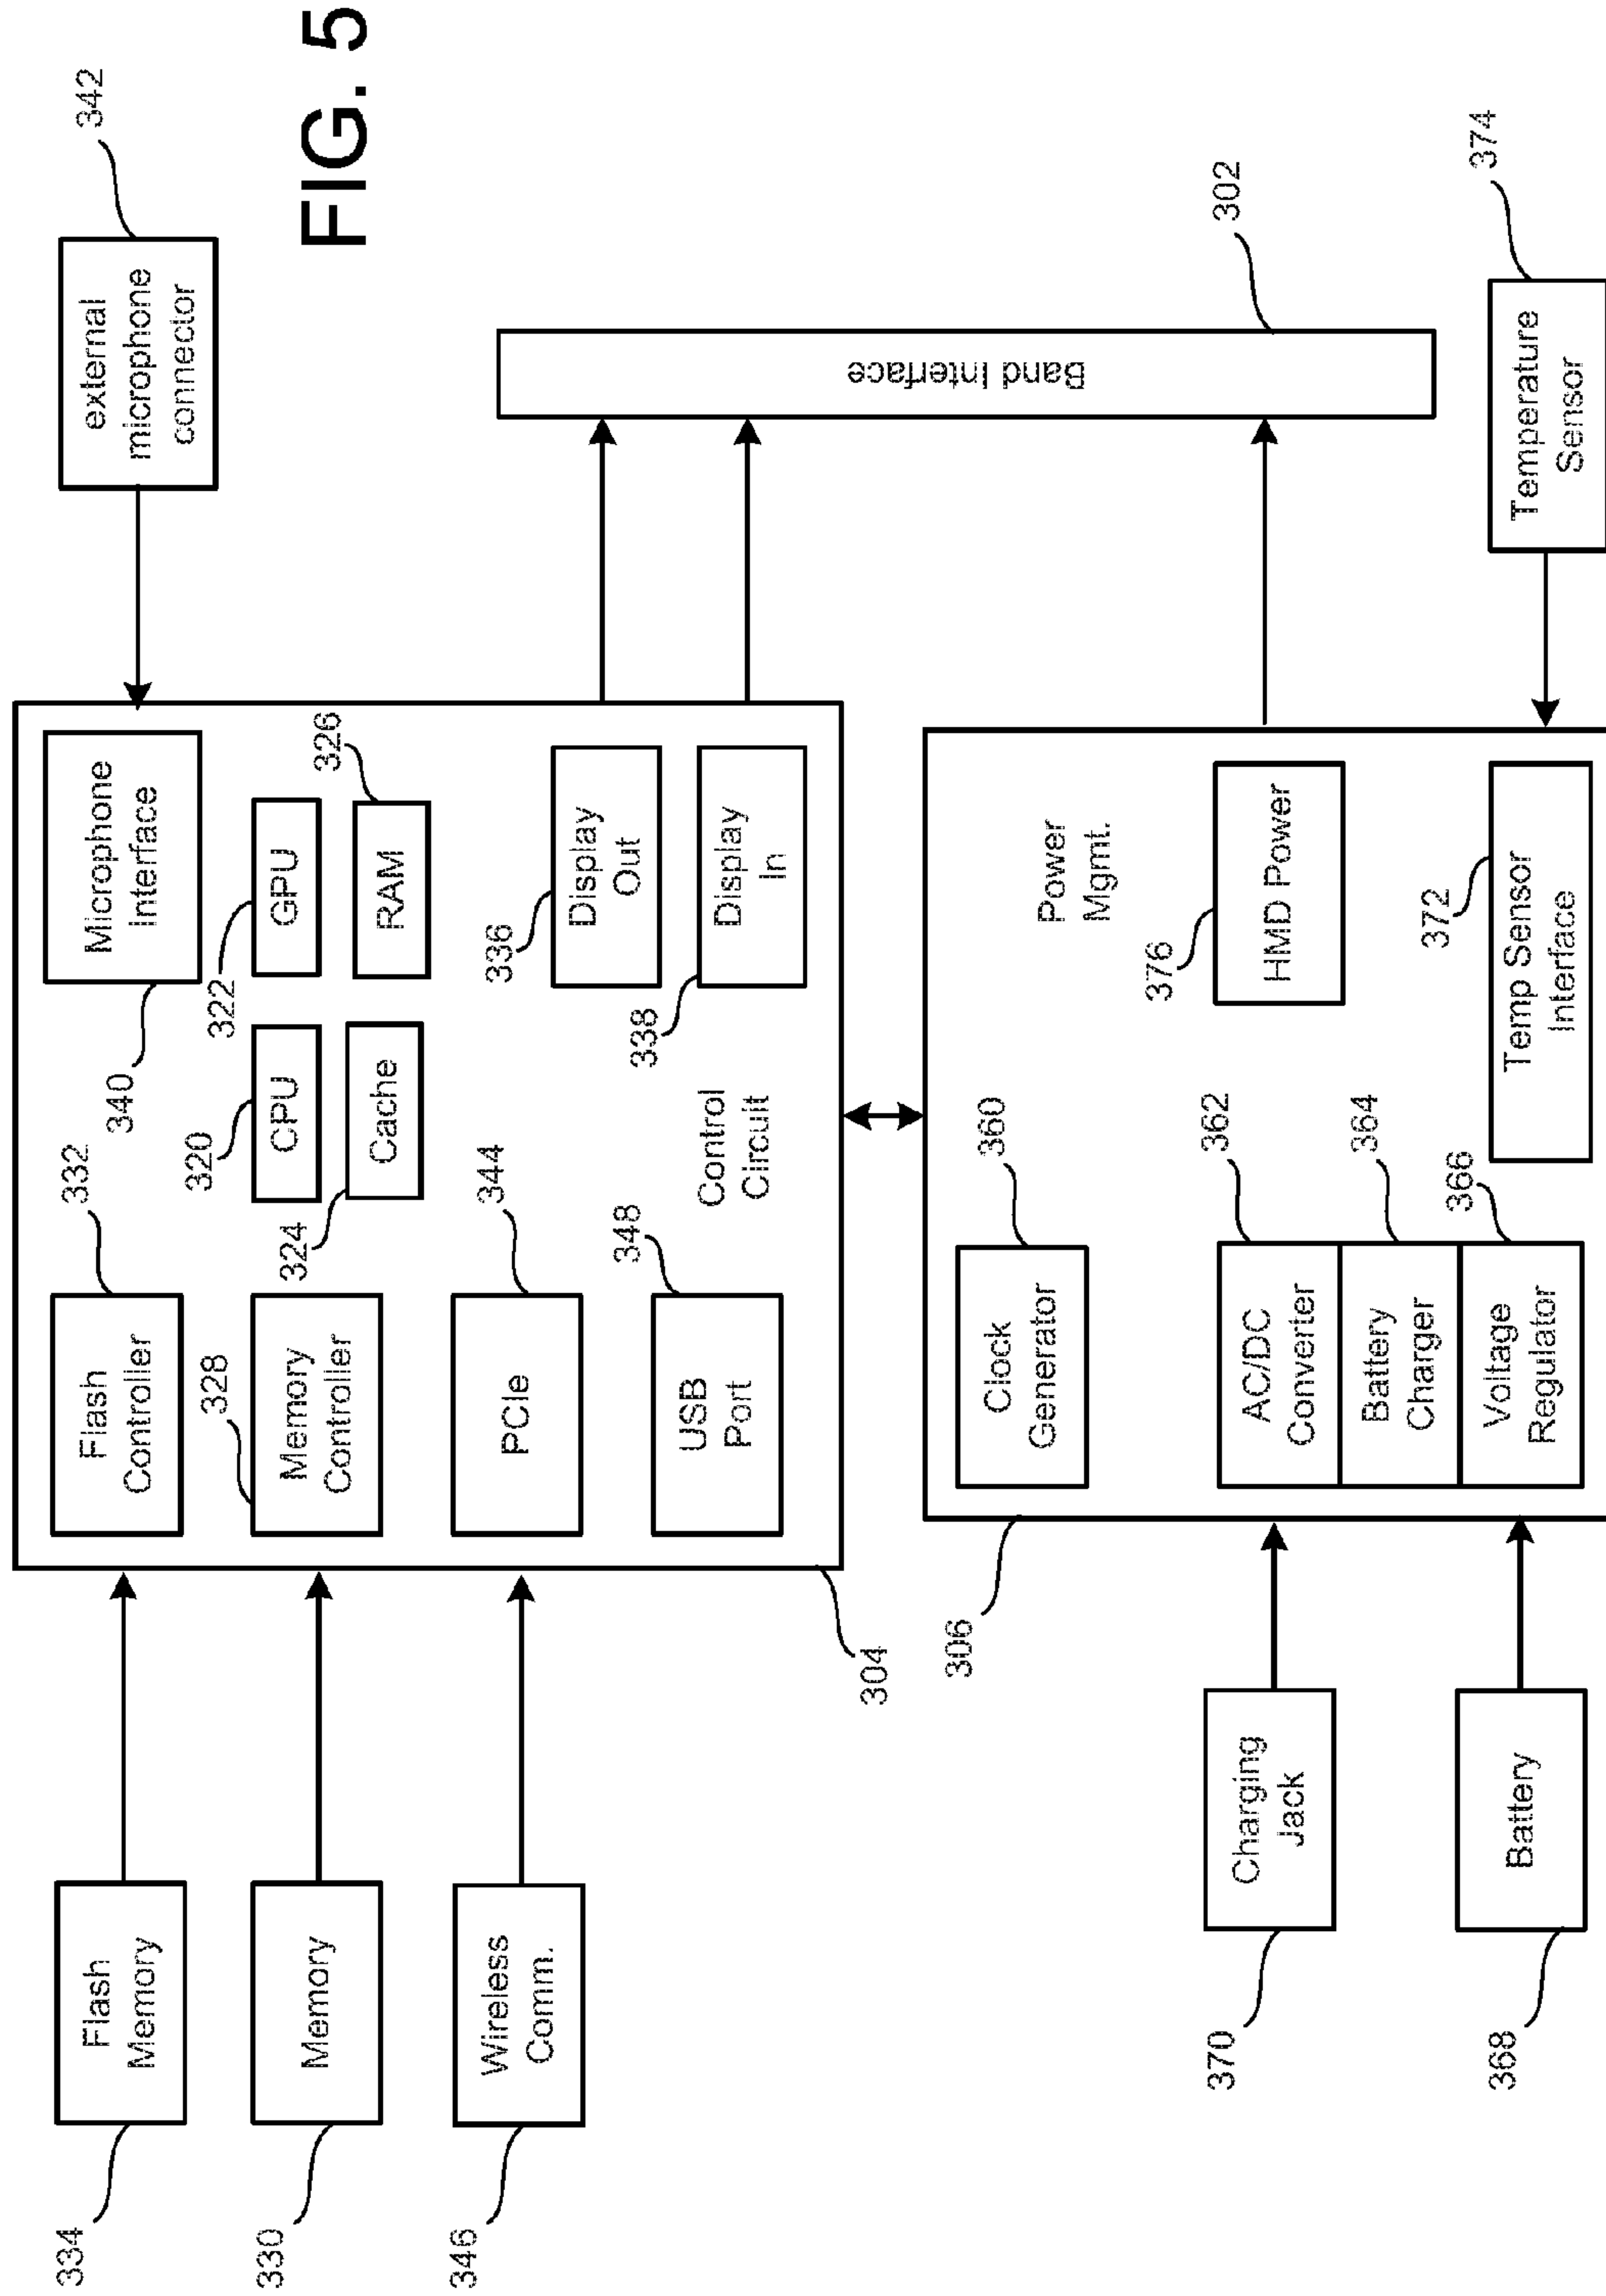 334
Flash
Memory
330
Memory
346
Wireless
Comm.
304
332
Flash
Controller
328
Memory
Controller
344
PCIe
348
USB
Port
340
Microphone
Interface
320
CPU
322
GPU
324
Cache
326
RAM
336
Display
Out
338
Display
In
Control
Circuit
342
external
microphone
connector
FIG. 5
302
Band Interface
306
360
Clock
Generator
362
AC/DC
Converter
364
Battery
Charger
366
Voltage
Regulator
Power
Mgmt.
376
HMD Power
372
Temp Sensor
Interface
370
Charging
Jack
368
Battery
374
Temperature
Sensor